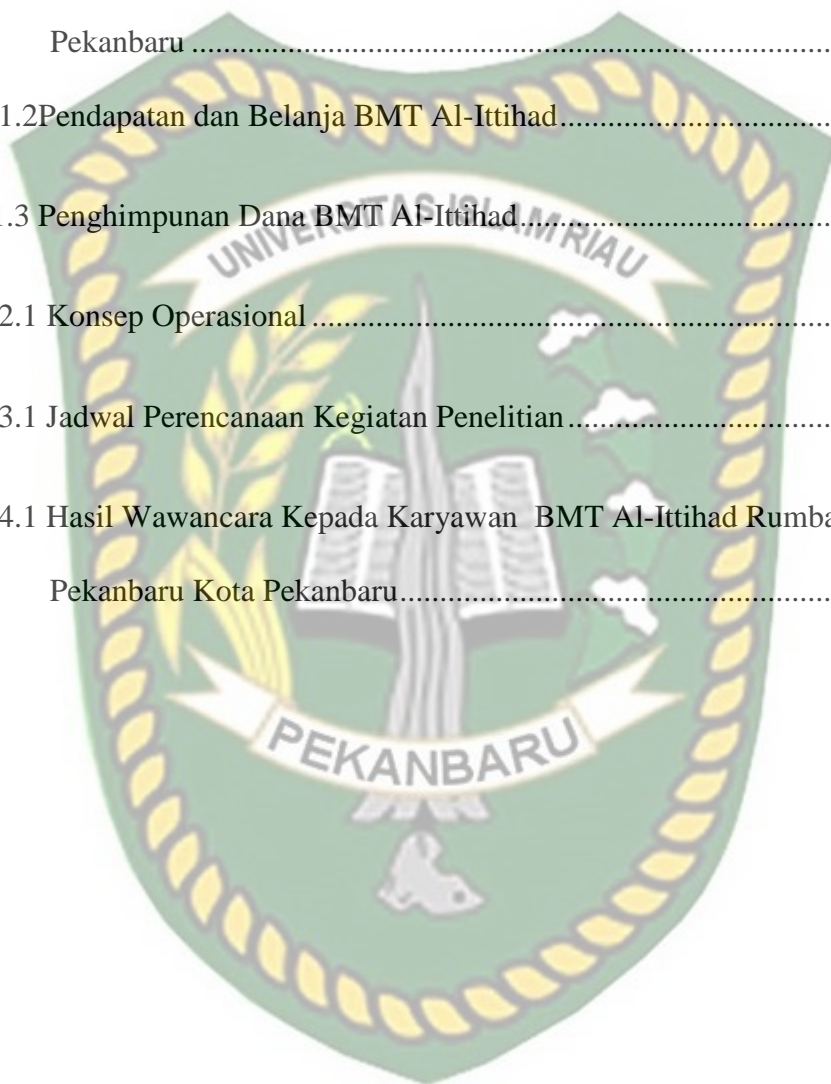 Pekanbaru ........................................................................
1.2Pendapatan dan Belanja BMT Al-Ittihad..............................
.3 Penghimpunan Dana BMT Al-Ittihad...................................
UNIVERSITAS ISLAM RIAU
2.1 Konsep Operasional.........................................................
3.1 Jadwal Perencanaan Kegiatan Penelitian.............................
4.1 Hasil Wawancara Kepada Karyawan  BMT Al-Ittihad Rumba
Pekanbaru Kota Pekanbaru..................................................
PEKANBARU